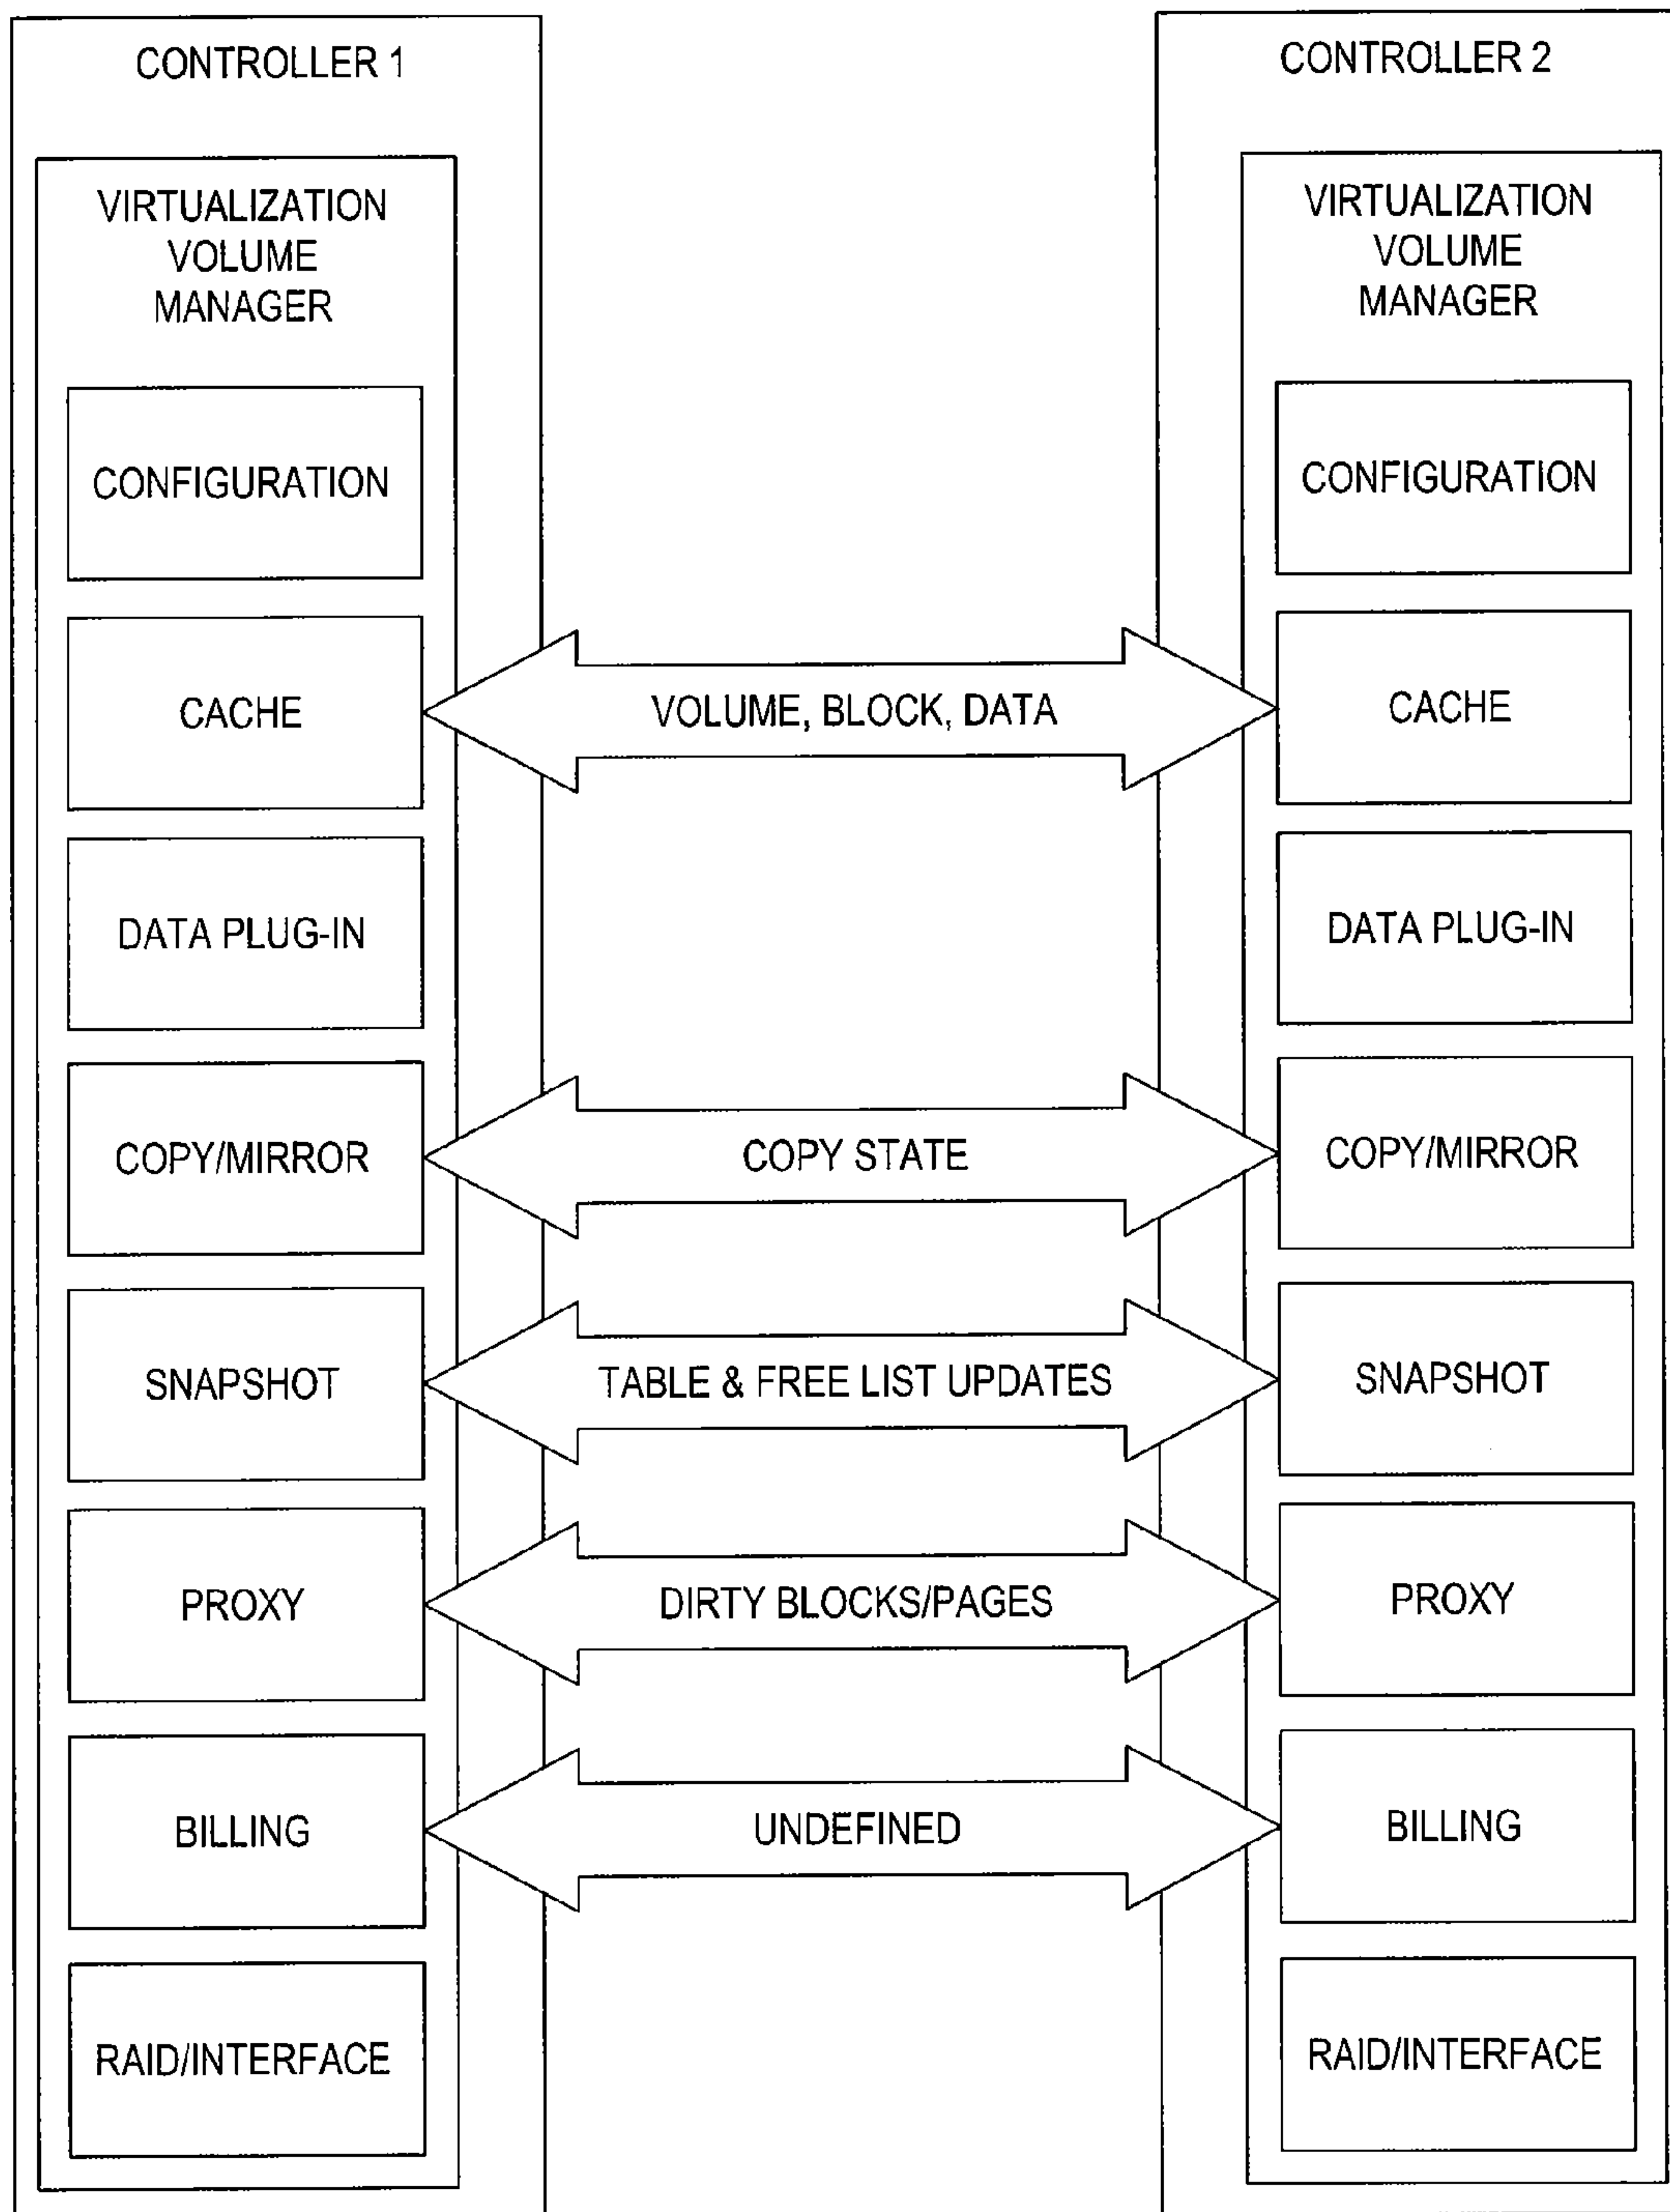 CONTROLLER 1
CONTROLLER 2
VIRTUALIZATION
VOLUME
MANAGER
VIRTUALIZATION
VOLUME
MANAGER
CONFIGURATION
CONFIGURATION
CACHE
VOLUME, BLOCK, DATA
CACHE
DATA PLUG-IN
DATA PLUG-IN
COPY/MIRROR
COPY STATE
COPY/MIRROR
SNAPSHOT
TABLE & FREE LIST UPDATES
SNAPSHOT
PROXY
DIRTY BLOCKS/PAGES
PROXY
BILLING
UNDEFINED
BILLING
RAID/INTERFACE
RAID/INTERFACE